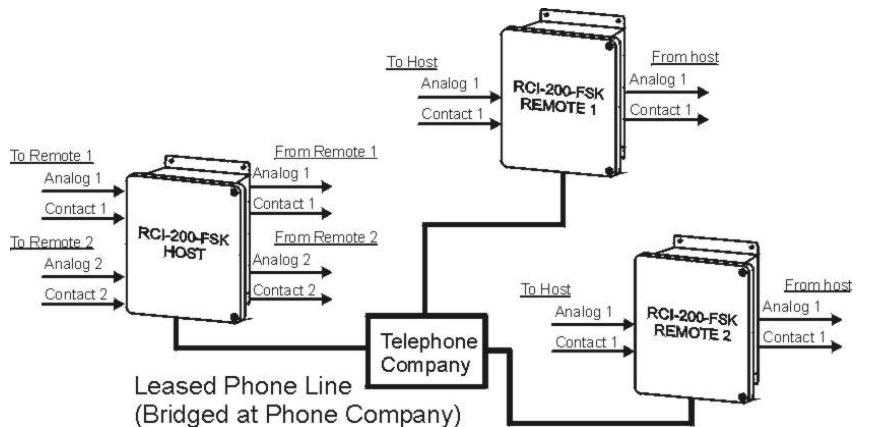 To Host
Analog 1
Contact 1
RCI-200-FSK
REMOTE 1
From host
Analog 1
Contact 1
To Remote 1
Analog 1
Contact 1
To Remote 2
Analog 2
Contact 2
RCI-200-FSK
HOST
From Remote 1
Analog 1
Contact 1
From Remote 2
Analog 2
Contact 2
To Host
Analog 1
Contact 1
RCI-200-FSK
REMOTE 2
From host
Analog 1
Contact 1
Telephone
Company
Leased Phone Line
(Bridged at Phone Company)